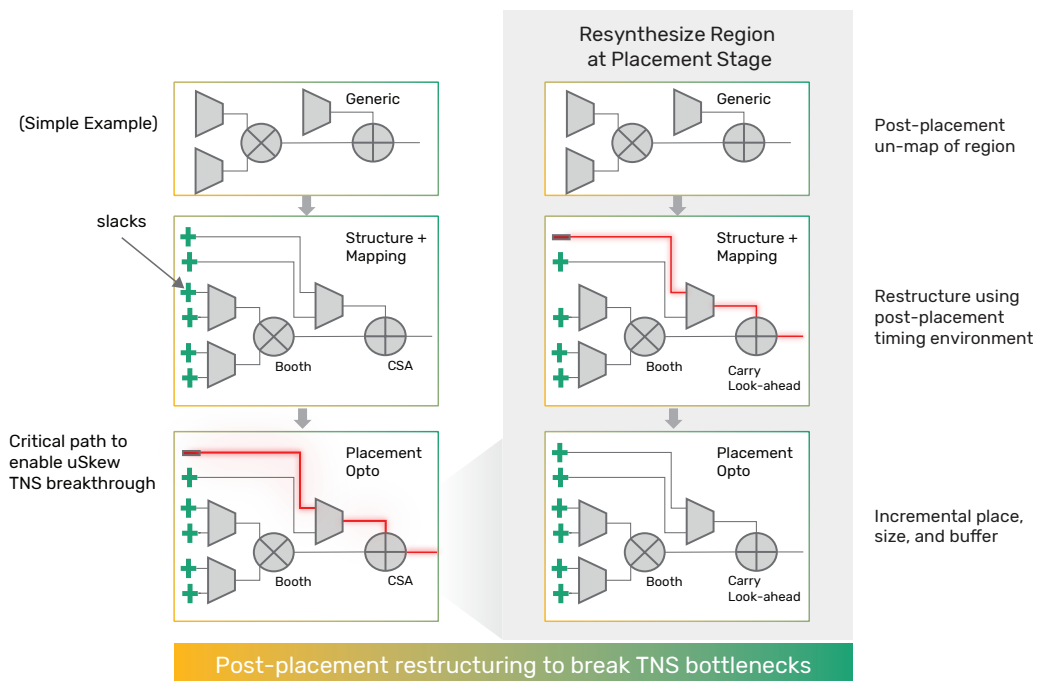 Resynthesize Region
at Placement Stage
(Simple Example)
Generic
Generic
Post-placement
un-map of region
slacks
Structure +
Mapping
Booth
CSA
Structure +
Mapping
Booth
Carry
Look-ahead
Restructure using
post-placement
timing environment
Critical path to
enable uSkew
TNS breakthrough
Placement
Opto
Booth
CSA
Placement
Opto
Booth
Carry
Look-ahead
Incremental place,
size, and buffer
Post-placement restructuring to break TNS bottlenecks